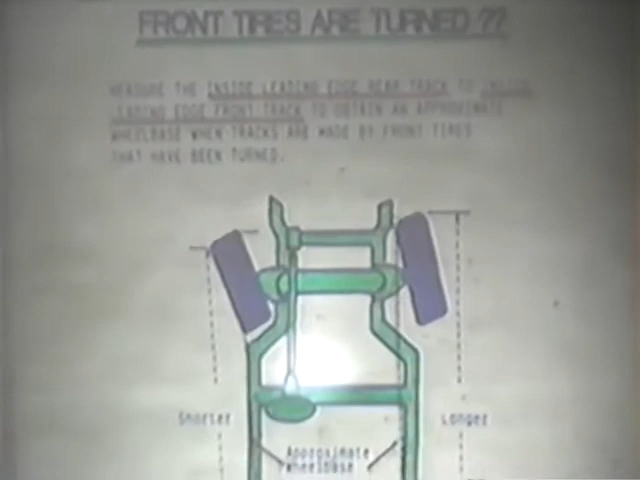 FRONT TIRES ARE TURNED ??
MEASURE THE INSIDE LEADING EDGE REAR TRACK TO INSIDE
LEADING EDGE FRONT TRACK TO OBTAIN AN APPROXIMATE
WHEELBASE WHEN TRACKS ARE MADE BY FRONT TIRES
THAT HAVE BEEN TURNED.
Shorter
Longer
Approximate
Wheelbase